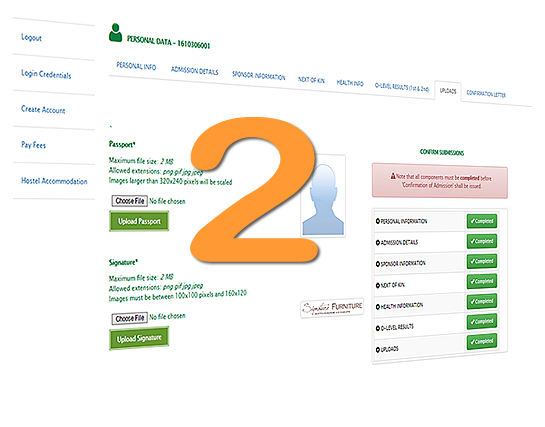 Logout
Login Credentials
Create Account
Pay Fees
Hostel Accommodation
PERSONAL DATA - 1610306001
PERSONAL INFO
ADMISSION DETAILS
SPONSOR INFORMATION
NEXT OF KIN
HEALTH INFO
O-LEVEL RESULTS (1st & 2nd)
UPLOADS
CONFIRMATION LETTER
2
Passport*
Maximum file size: 2 MB
Allowed extensions: png gif jpg jpeg
Images larger than 320x240 pixels will be scaled
Choose File No file chosen
Upload Passport
Signature*
Maximum file size: 2 MB
Allowed extensions: png gif jpg jpeg
Images must be between 100x100 pixels and 160x120
Choose File No file chosen
Upload Signature
FURNITURE
CONFIRM SUBMISSIONS
Note that all components must be completed before
'Confirmation of Admission' shall be issued.
PERSONAL INFORMATION Completed
ADMISSION DETAILS Completed
SPONSOR INFORMATION Completed
NEXT OF KIN Completed
HEALTH INFORMATION Completed
O-LEVEL RESULTS Completed
UPLOADS Completed